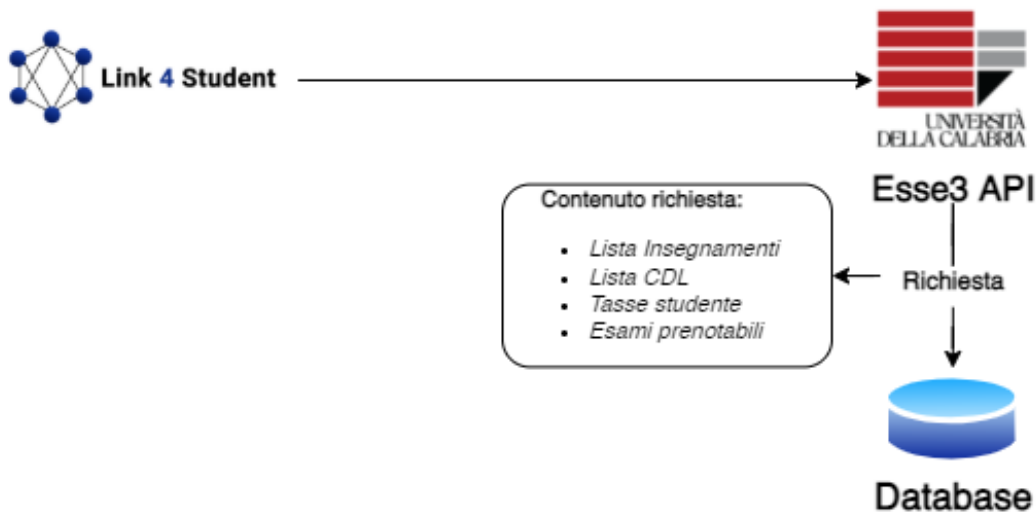 Link 4 Student
UNIVERSITÀ
DELLA CALABRIA
Esse3 API
Contenuto richiesta:
• Lista Insegnamenti
• Lista CDL
• Tasse studente
• Esami prenotabili
Richiesta
Database